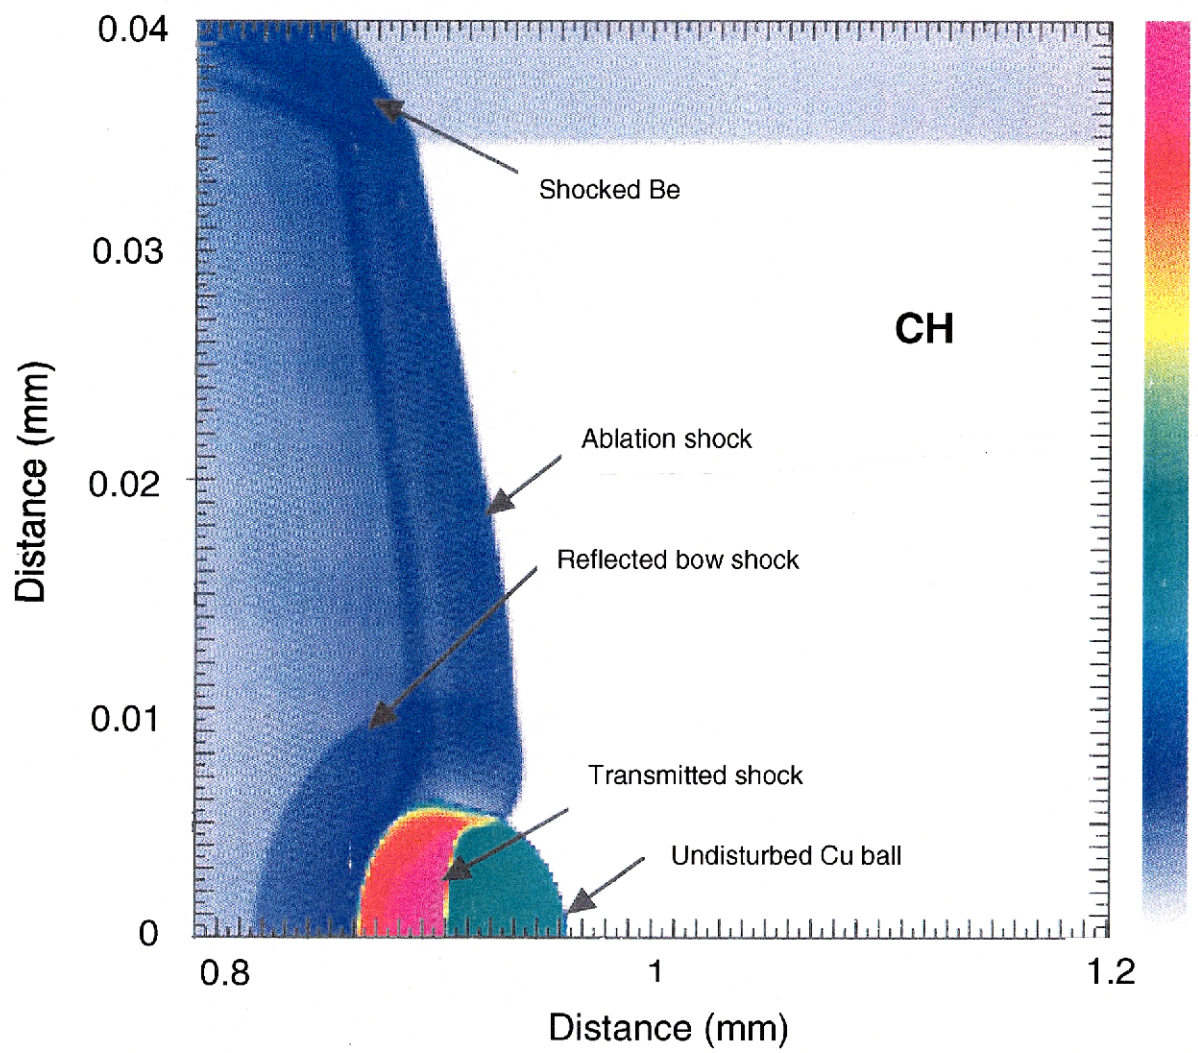 0.04
Shocked Be
0.03
CH
Ablation shock
0.02
Reflected bow shock
0.01
Transmitted shock
Undisturbed Cu ball
0
0.8
1
1.2
Distance (mm)
Distance (mm)